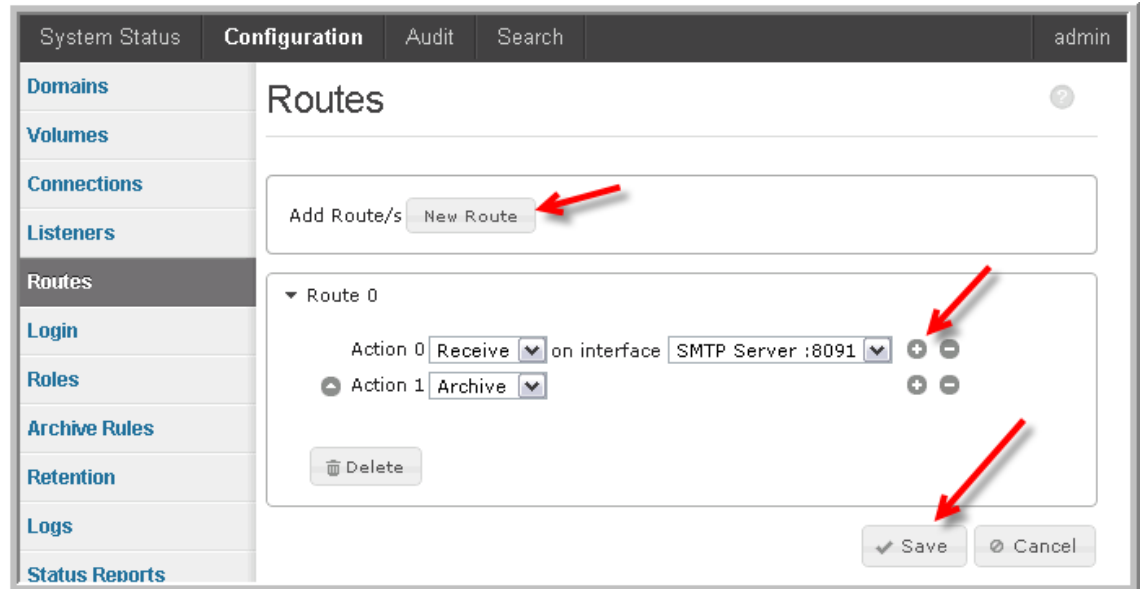 System Status Configuration Audit Search admin
Domains
Volumes
Connections
Listeners
Routes
Login
Roles
Archive Rules
Retention
Logs
Status Reports
Routes ?
Add Route/s New Route
Route 0
Action 0 Receive on interface SMTP Server :8091
Action 1 Archive
Delete
Save Cancel